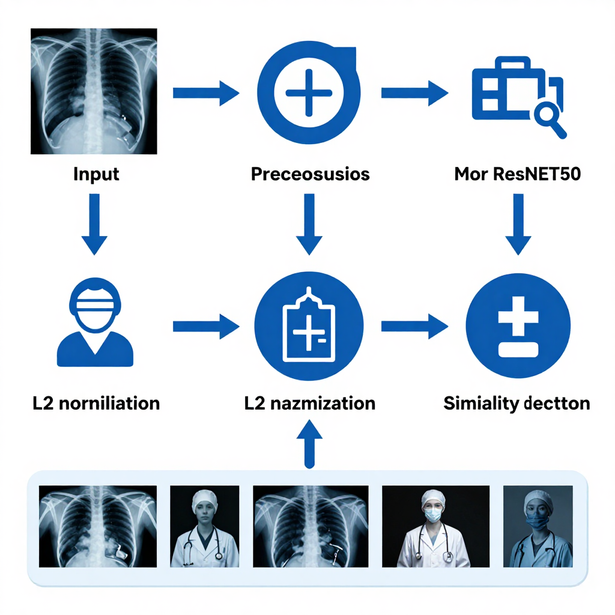 Input
Preceosusios
Mor ResNET50
L2 norniliation
L2 nazmization
Simiality dectton